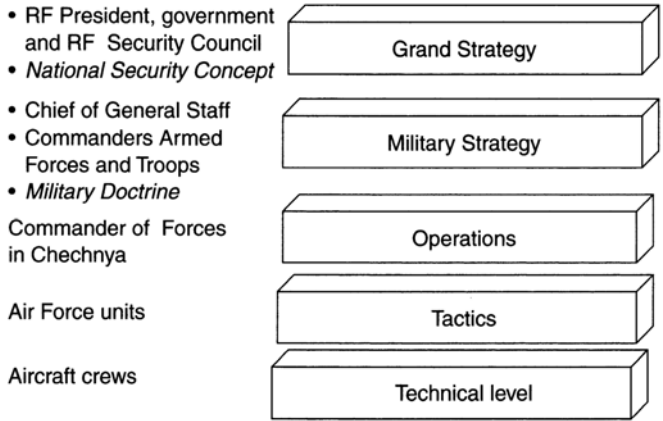 • RF President, government
and RF Security Council
• National Security Concept
Grand Strategy
• Chief of General Staff
• Commanders Armed
Forces and Troops
• Military Doctrine
Military Strategy
Commander of Forces
in Chechnya
Operations
Air Force units
Tactics
Aircraft crews
Technical level